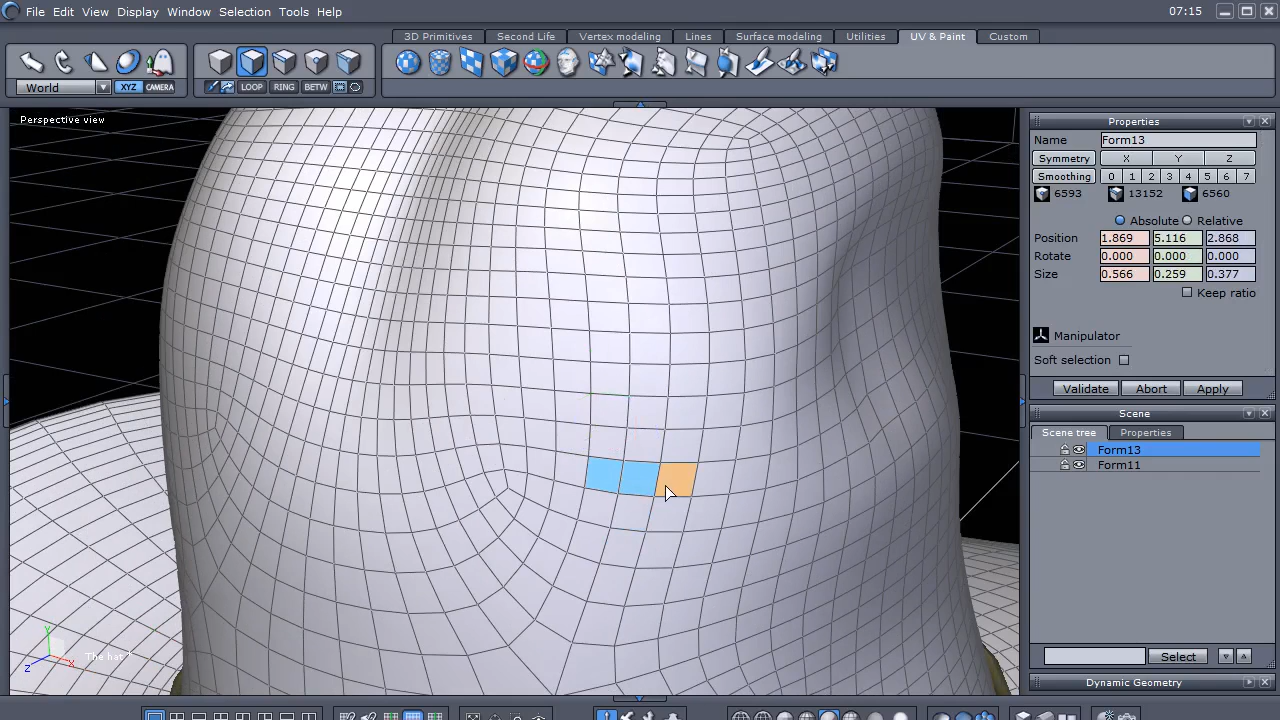 File Edit View Display Window Selection Tools Help 07:15
3D Primitives Second Life Vertex modeling Lines Surface modeling Utilities UV & Paint Custom
World XYZ CAMERA LOOP RING BETW
Perspective view
Properties
Name Form13
Symmetry X Y Z
Smoothing 0 1 2 3 4 5 6 7
6593 13152 6560
Absolute Relative
Position 1.869 5.116 2.868
Rotate 0.000 0.000 0.000
Size 0.566 0.259 0.377
Keep ratio
Manipulator
Soft selection
Validate Abort Apply
Scene
Scene tree Properties
Form13
Form11
Select
Dynamic Geometry
Y
Z X
The hat